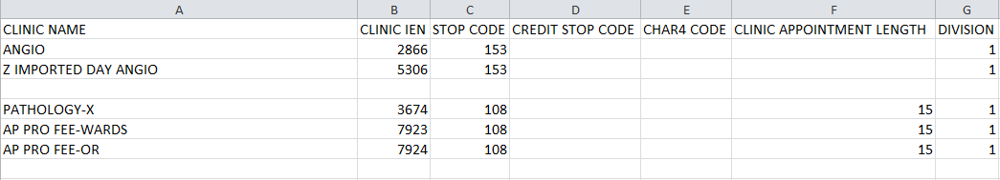 A B C D E F G
CLINIC NAME CLINIC IEN STOP CODE CREDIT STOP CODE CHAR4 CODE CLINIC APPOINTMENT LENGTH DIVISION
ANGIO 2866 153 1
Z IMPORTED DAY ANGIO 5306 153 1
PATHOLOGY-X 3674 108 15 1
AP PRO FEE-WARDS 7923 108 15 1
AP PRO FEE-OR 7924 108 15 1